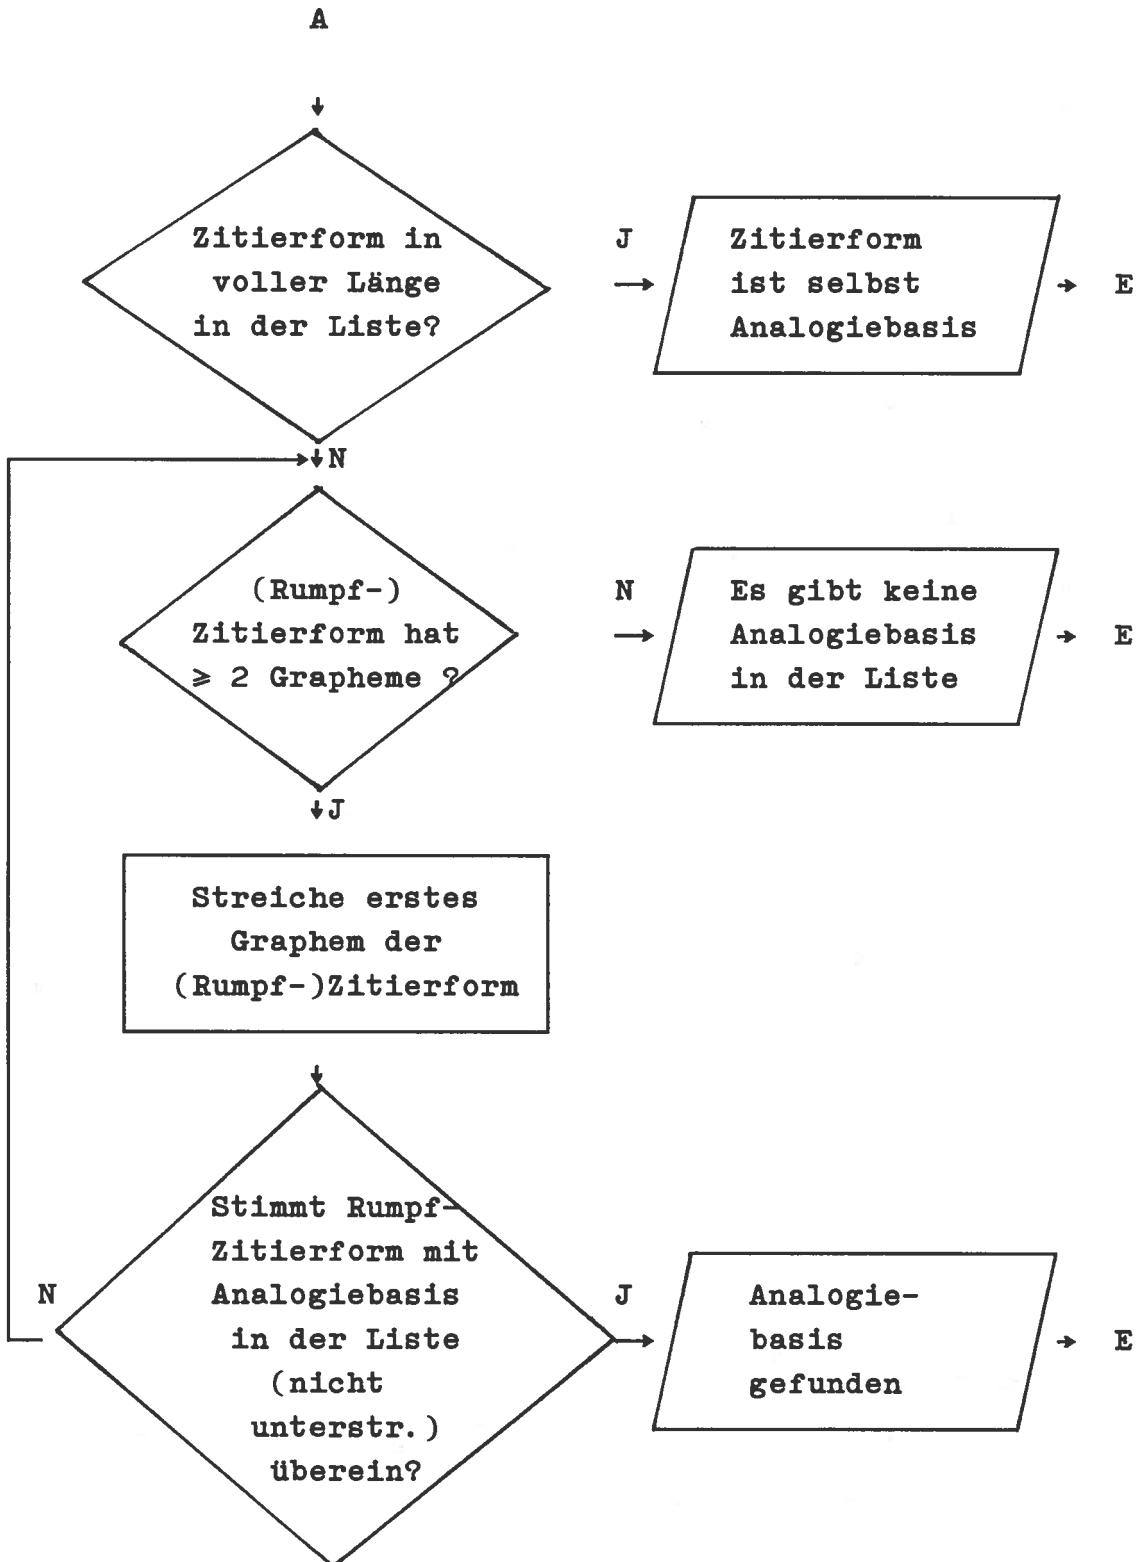 A
Zitierform in
voller Länge
in der Liste?
J
Zitierform
ist selbst
Analogiebasis
E
N
(Rumpf-)
Zitierform hat
≥ 2 Grapheme ?
N
Es gibt keine
Analogiebasis
in der Liste
E
J
Streiche erstes
Graphem der
(Rumpf-)Zitierform
Stimmt Rumpf-
Zitierform mit
Analogiebasis
in der Liste
(nicht
unterstr.)
überein?
N
J
Analogie-
basis
gefunden
E